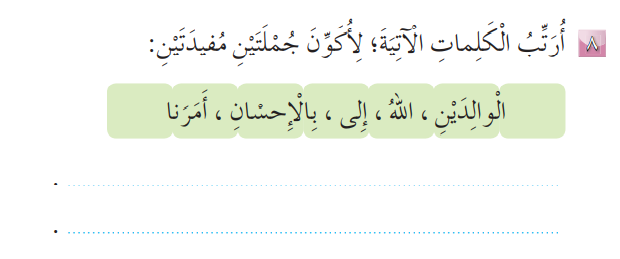 ٨ أُرَتِّبُ الْكَلِماتِ الْآتِيَةَ؛ لِأُكَوِّنَ جُمْلَتَيْنِ مُفيدَتَيْنِ:
الْوالِدَيْنِ ، اللهُ ، إِلى ، بِالْإِحْسانِ ، أَمَرَنا
.
.